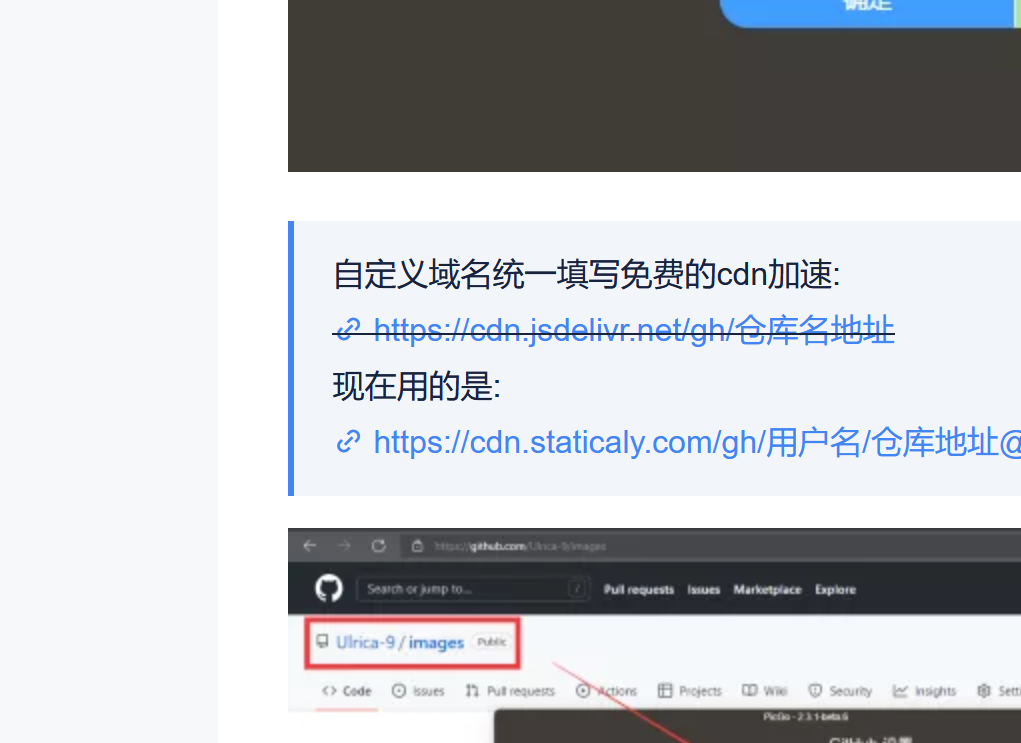 确定
自定义域名统一填写免费的cdn加速:
https://cdn.jsdelivr.net/gh/仓库名地址
现在用的是:
https://cdn.staticaly.com/gh/用户名/仓库地址@
https://github.com/Ulrica-9/images
Search or jump to... /
Pull requests Issues Marketplace Explore
Ulrica-9 / images Public
Code Issues Pull requests Actions Projects Wiki Security Insights Sett
PicGo - 2.3.1-beta.6
GitHub 设置